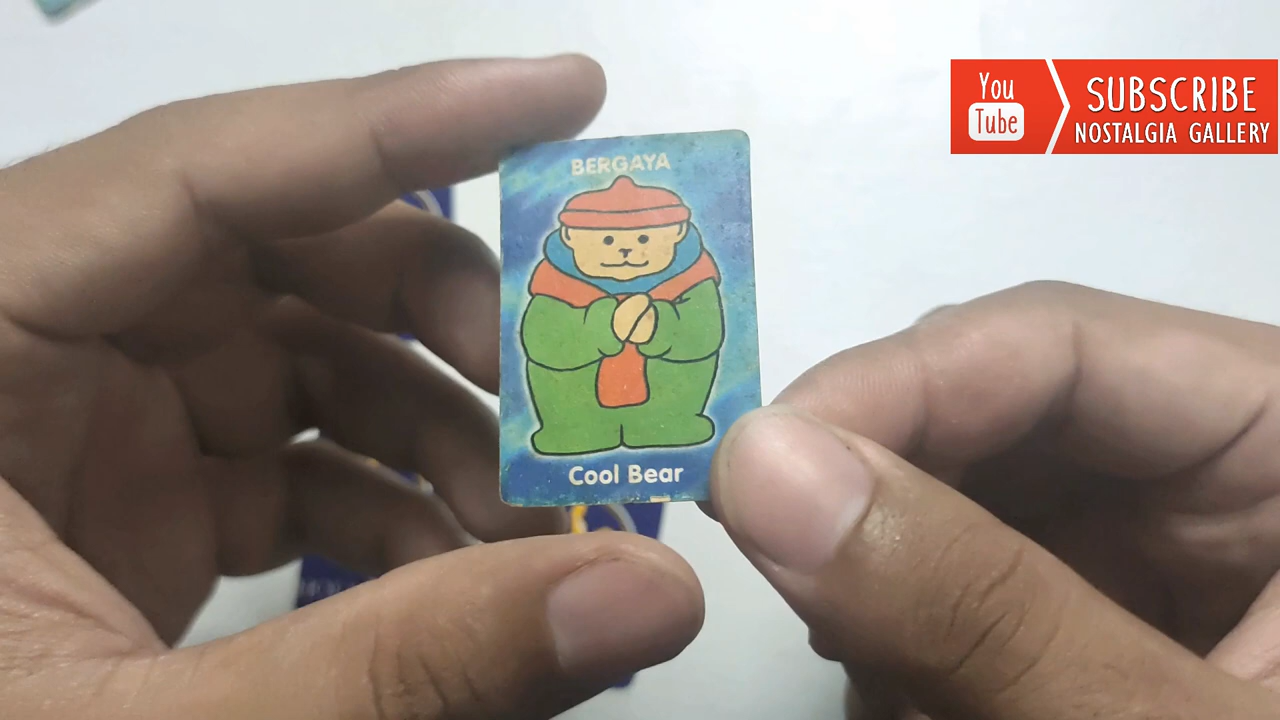 BERGAYA
Cool Bear
You
Tube
SUBSCRIBE
NOSTALGIA GALLERY